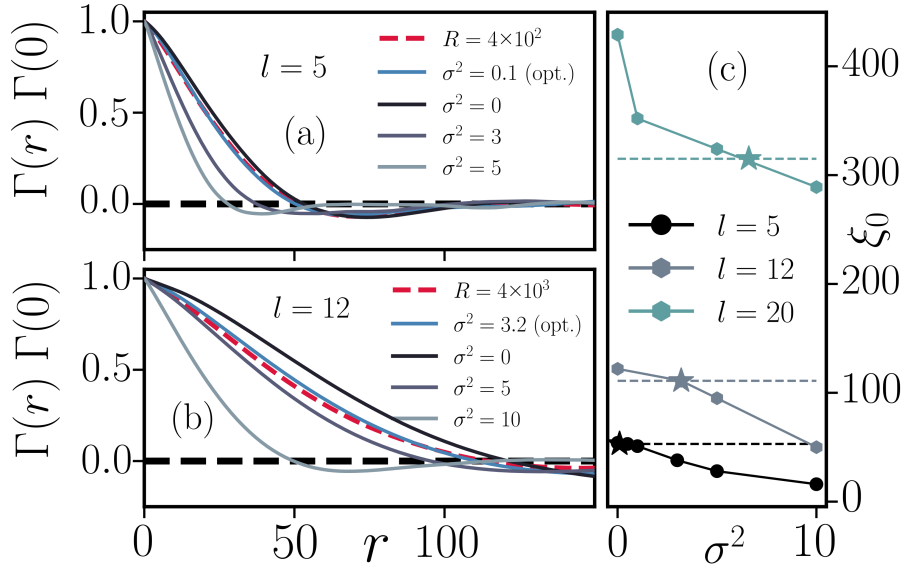 Γ(r) Γ(0)
1.0
0.5
0.0
l = 5
(a)
R = 4×10²
σ² = 0.1 (opt.)
σ² = 0
σ² = 3
σ² = 5
Γ(r) Γ(0)
1.0
0.5
0.0
l = 12
(b)
R = 4×10³
σ² = 3.2 (opt.)
σ² = 0
σ² = 5
σ² = 10
0 50 r 100
(c)
l = 5
l = 12
l = 20
400
300
200
100
0
ξ₀
0 σ² 10